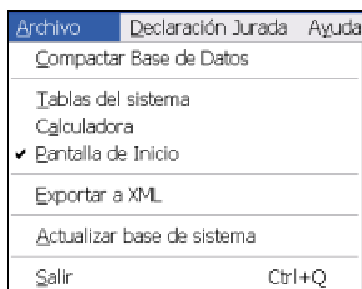 Archivo Declaración Jurada Ayuda
Compactar Base de Datos
Tablas del sistema
Calculadora
✔ Pantalla de Inicio
Exportar a XML
Actualizar base de sistema
Salir Ctrl+Q